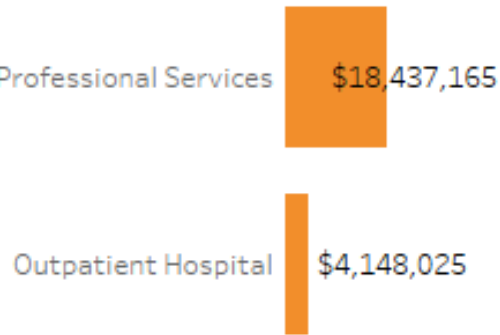 Professional Services
$18,437,165
Outpatient Hospital
$4,148,025